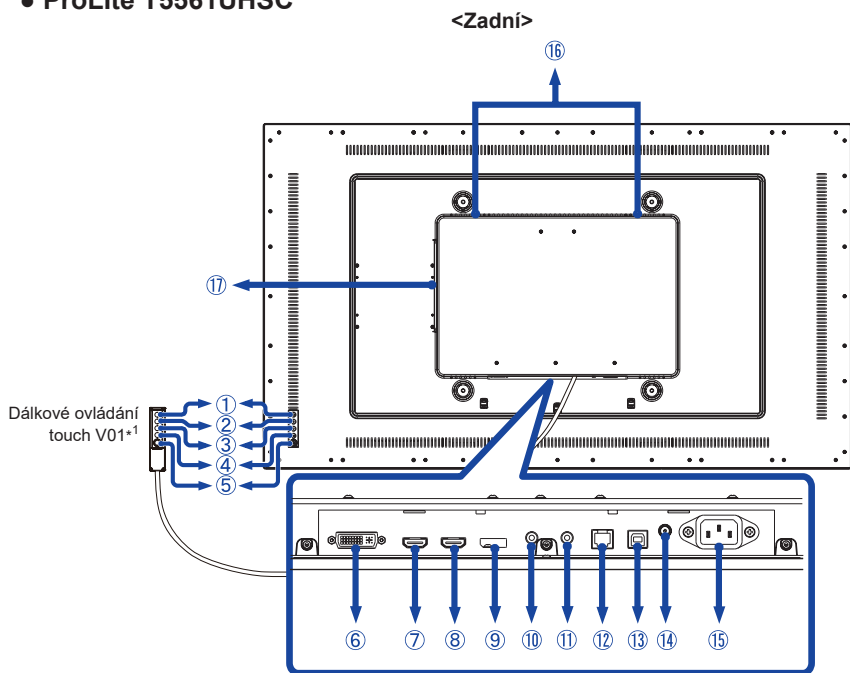 ● ProLite T5561UHSC
<Zadní>
⑯
⑰
Dálkové ovládání
touch V01*1
①
②
③
④
⑤
⑥ ⑦ ⑧ ⑨ ⑩ ⑪ ⑫ ⑬ ⑭ ⑮